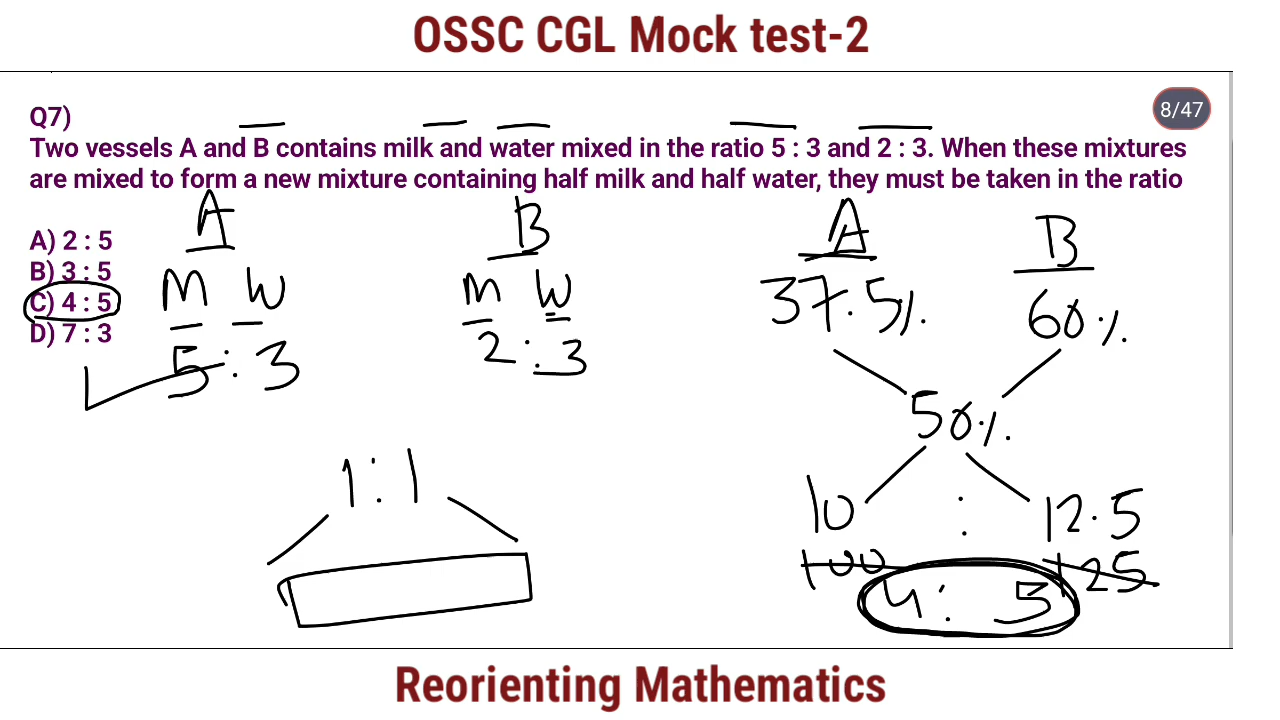 OSSC CGL Mock test-2
Q7)
8/47
Two vessels A and B contains milk and water mixed in the ratio 5 : 3 and 2 : 3. When these mixtures
are mixed to form a new mixture containing half milk and half water, they must be taken in the ratio
A) 2 : 5
B) 3 : 5
C) 4 : 5
D) 7 : 3
A
M W
5 : 3
B
M W
2 : 3
1 : 1
A B
37.5% 60%
50%
10 : 12.5
100 125
4 : 5
Reorienting Mathematics